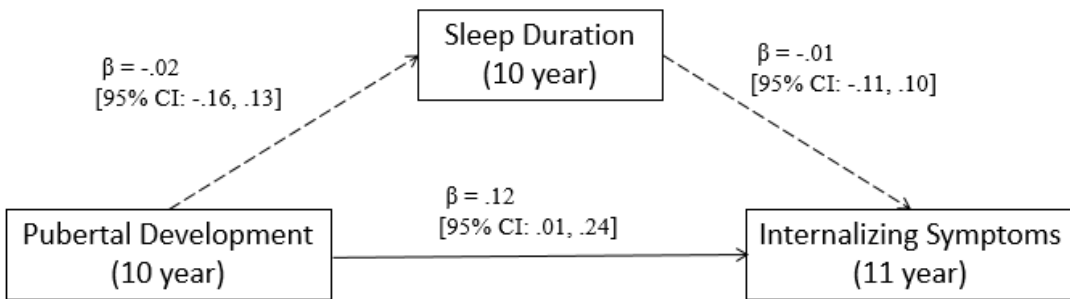 Sleep Duration
(10 year)
β = -.02
[95% CI: -.16, .13]
β = -.01
[95% CI: -.11, .10]
β = .12
[95% CI: .01, .24]
Pubertal Development
(10 year)
Internalizing Symptoms
(11 year)